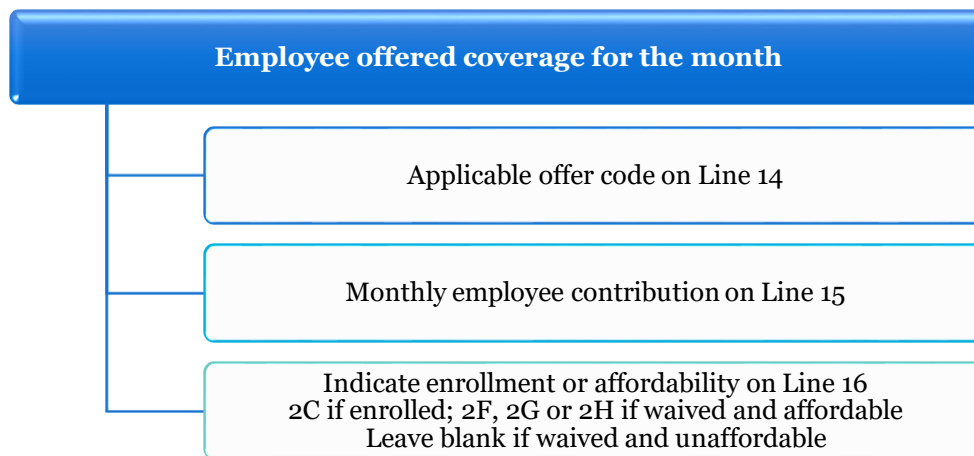 Employee offered coverage for the month
Applicable offer code on Line 14
Monthly employee contribution on Line 15
Indicate enrollment or affordability on Line 16
2C if enrolled; 2F, 2G or 2H if waived and affordable
Leave blank if waived and unaffordable